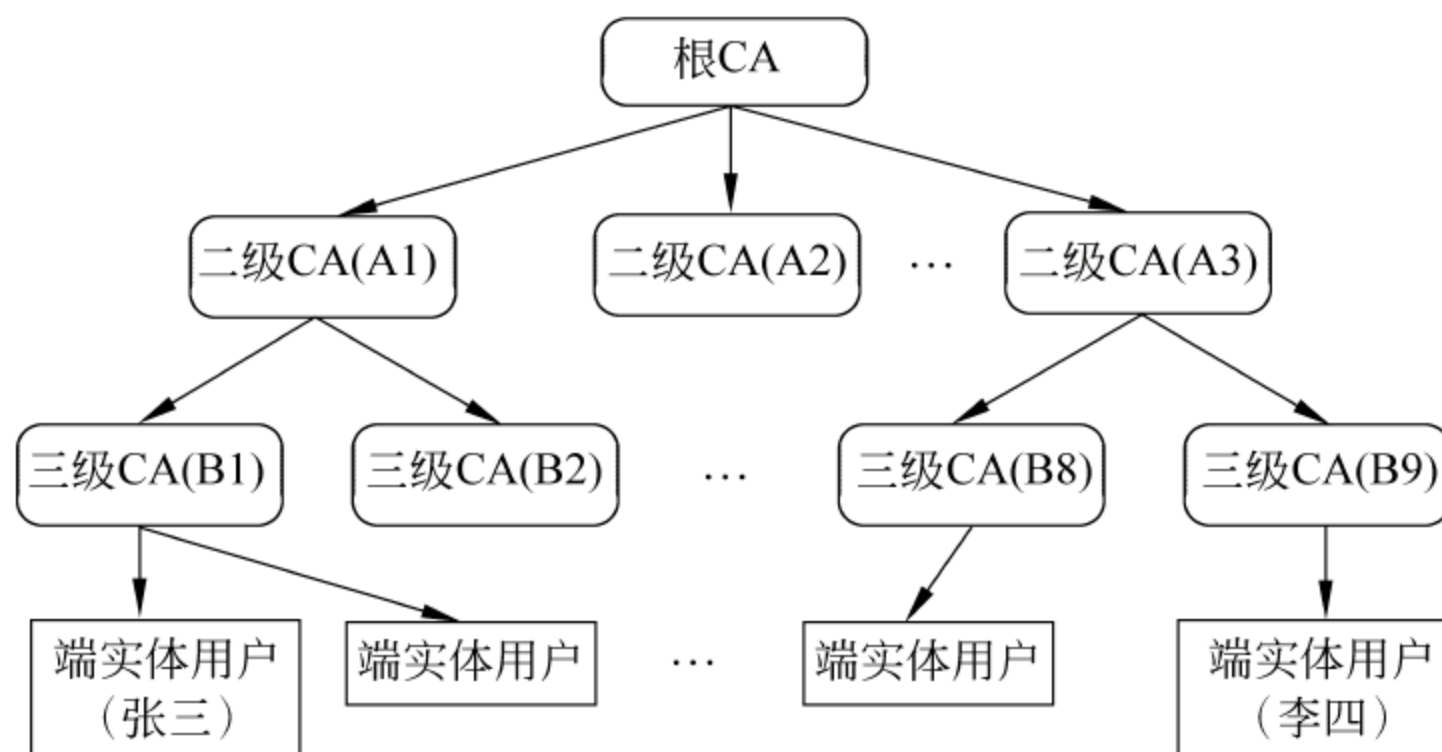 根CA
二级CA(A1)
二级CA(A2)
…
二级CA(A3)
三级CA(B1)
三级CA(B2)
…
三级CA(B8)
三级CA(B9)
端实体用户
（张三）
端实体用户
…
端实体用户
端实体用户
（李四）